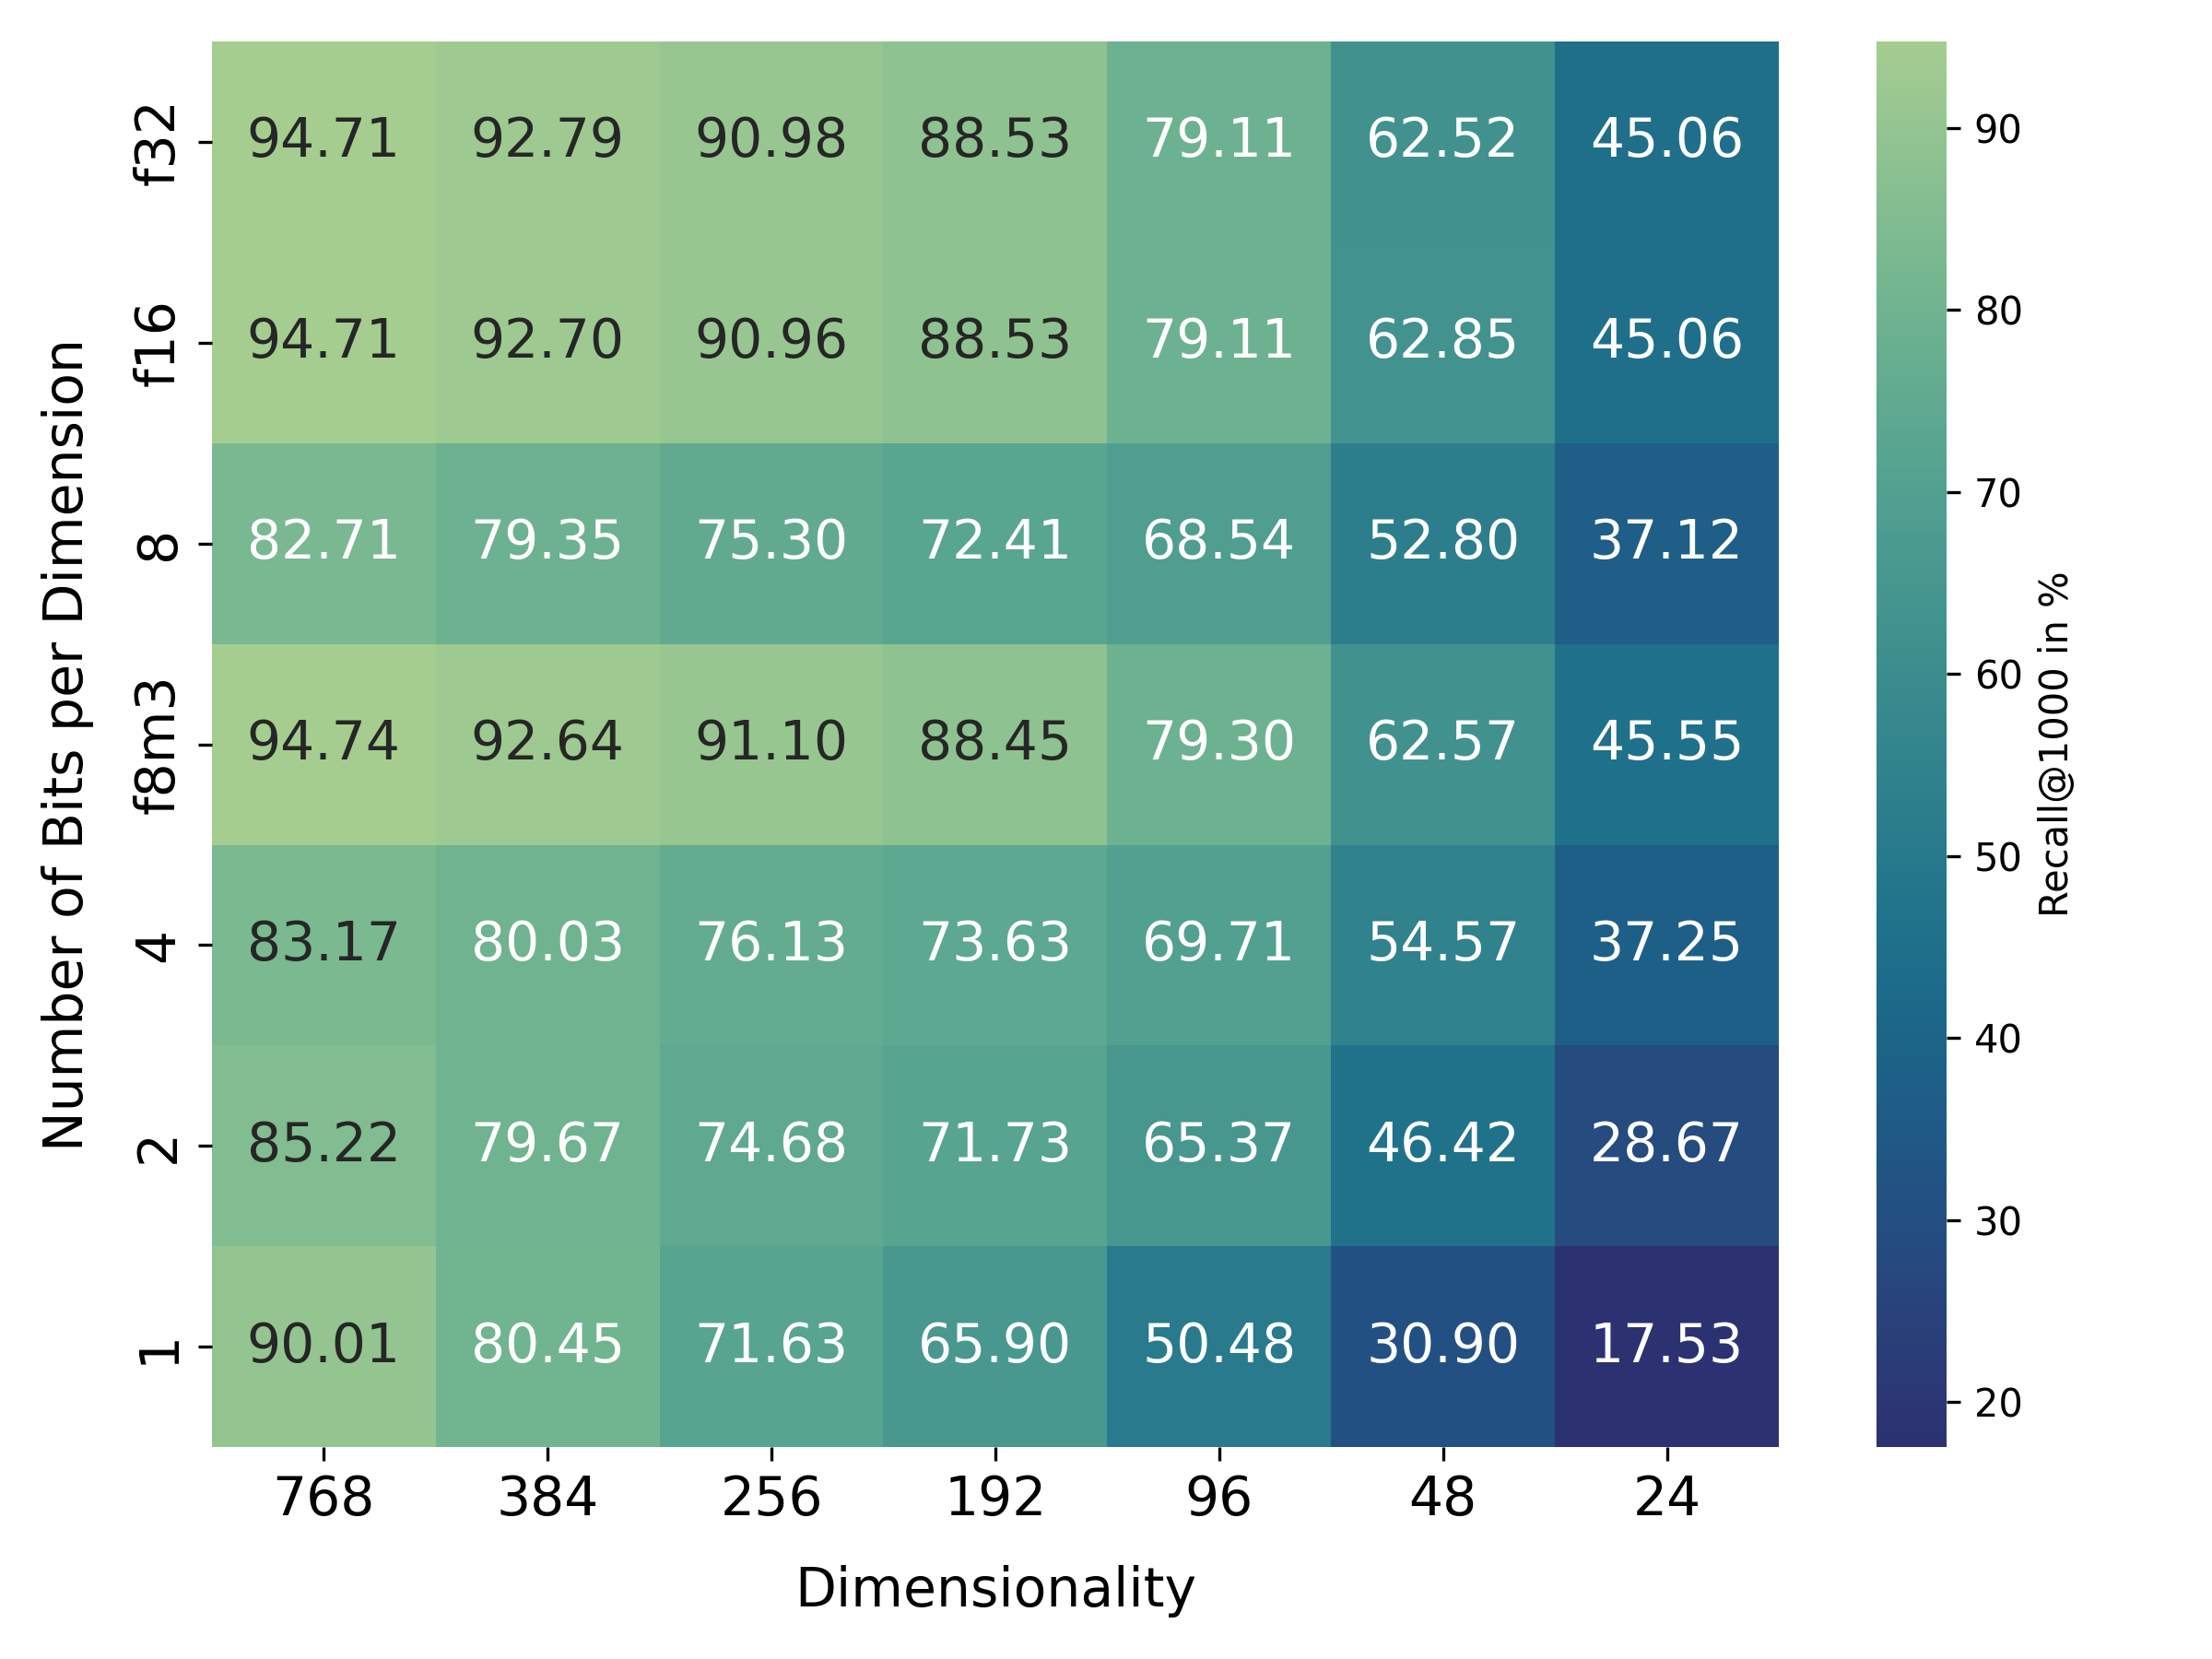 Number of Bits per Dimension
f32 94.71 92.79 90.98 88.53 79.11 62.52 45.06
f16 94.71 92.70 90.96 88.53 79.11 62.85 45.06
8 82.71 79.35 75.30 72.41 68.54 52.80 37.12
f8m3 94.74 92.64 91.10 88.45 79.30 62.57 45.55
4 83.17 80.03 76.13 73.63 69.71 54.57 37.25
2 85.22 79.67 74.68 71.73 65.37 46.42 28.67
1 90.01 80.45 71.63 65.90 50.48 30.90 17.53
768 384 256 192 96 48 24
Dimensionality
90
80
70
60
50
40
30
20
Recall@1000 in %